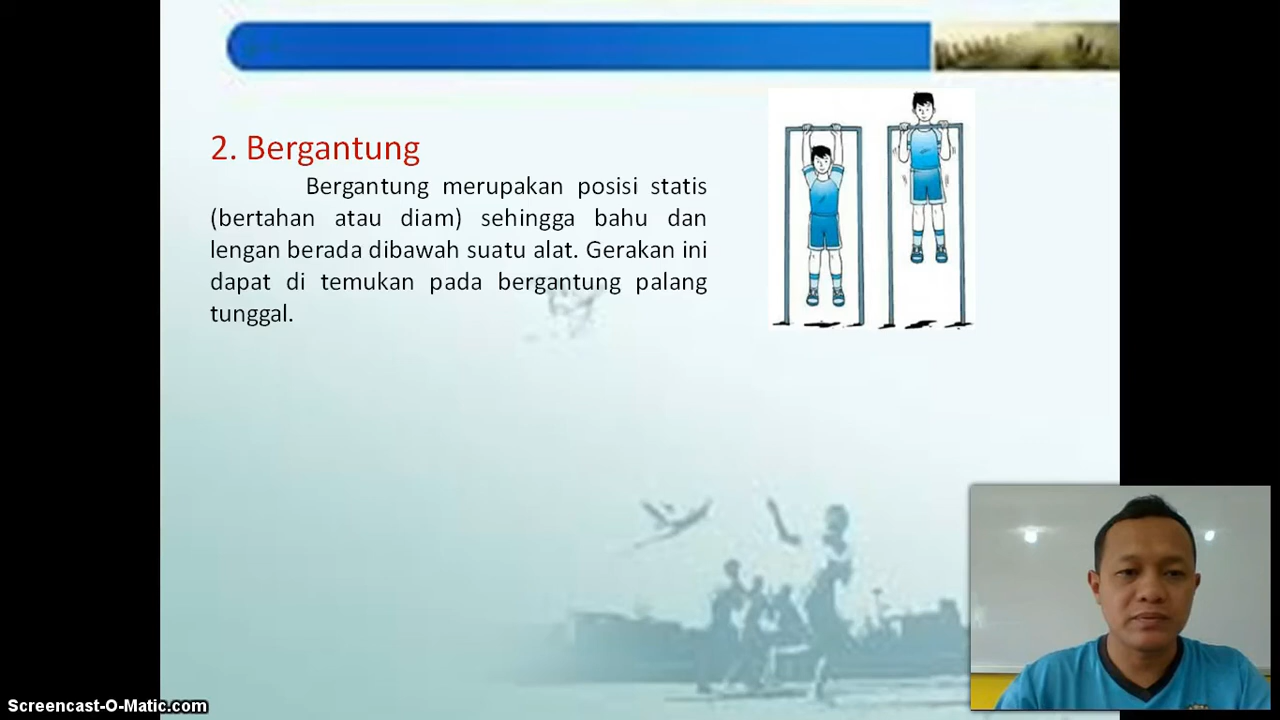 2. Bergantung
Bergantung merupakan posisi statis
(bertahan atau diam) sehingga bahu dan
lengan berada dibawah suatu alat. Gerakan ini
dapat di temukan pada bergantung palang
tunggal.
Screencast-O-Matic.com